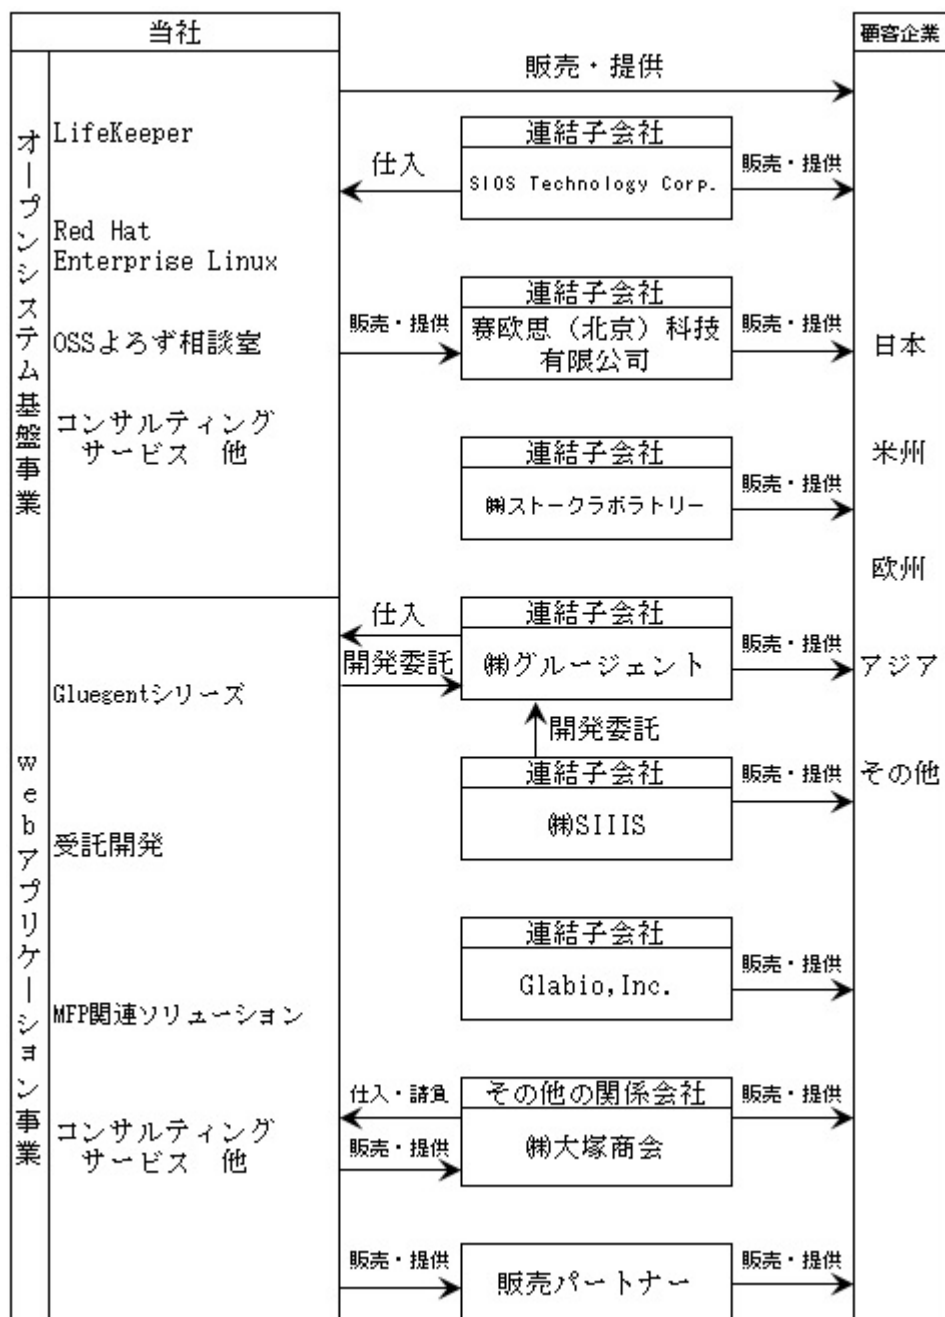 当社
顧客企業
販売・提供
オープンシステム基盤事業
LifeKeeper
連結子会社
仕入
SIOS Technology Corp.
販売・提供
Red Hat
Enterprise Linux
連結子会社
販売・提供
赛欧思（北京）科技
有限公司
販売・提供
OSSよろず相談室
日本
コンサルティング
サービス 他
連結子会社
㈱ストークラボラトリー
販売・提供
米州
欧州
webアプリケーション事業
仕入
開発委託
連結子会社
㈱グルージェント
販売・提供
アジア
Gluegentシリーズ
開発委託
連結子会社
㈱SIIIS
販売・提供
その他
受託開発
連結子会社
Glabio,Inc.
販売・提供
MFP関連ソリューション
仕入・請負
その他の関係会社
販売・提供
コンサルティング
サービス 他
販売・提供
㈱大塚商会
販売・提供
販売パートナー
販売・提供